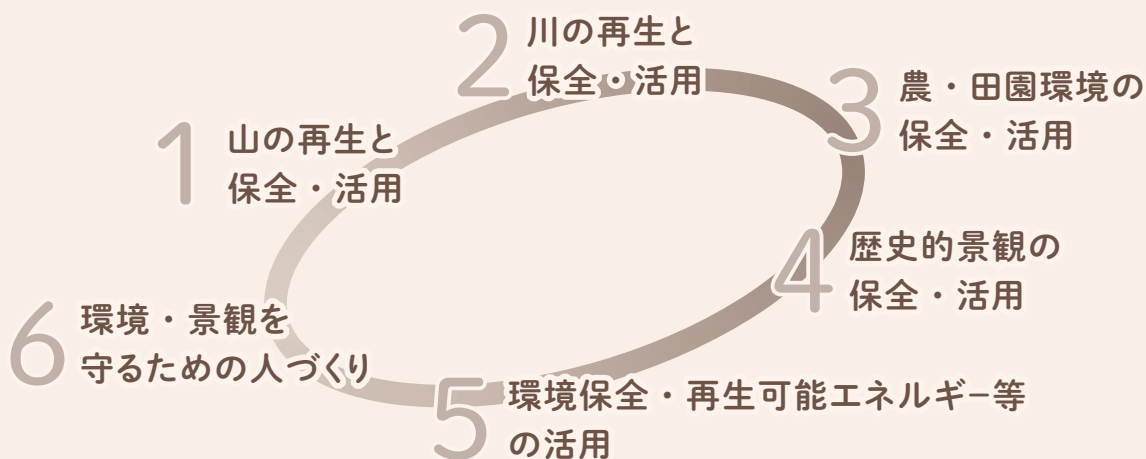 1
山の再生と
保全・活用
2
川の再生と
保全・活用
3
農・田園環境の
保全・活用
4
歴史的景観の
保全・活用
5
環境保全・再生可能エネルギー等
の活用
6
環境・景観を
守るための人づくり